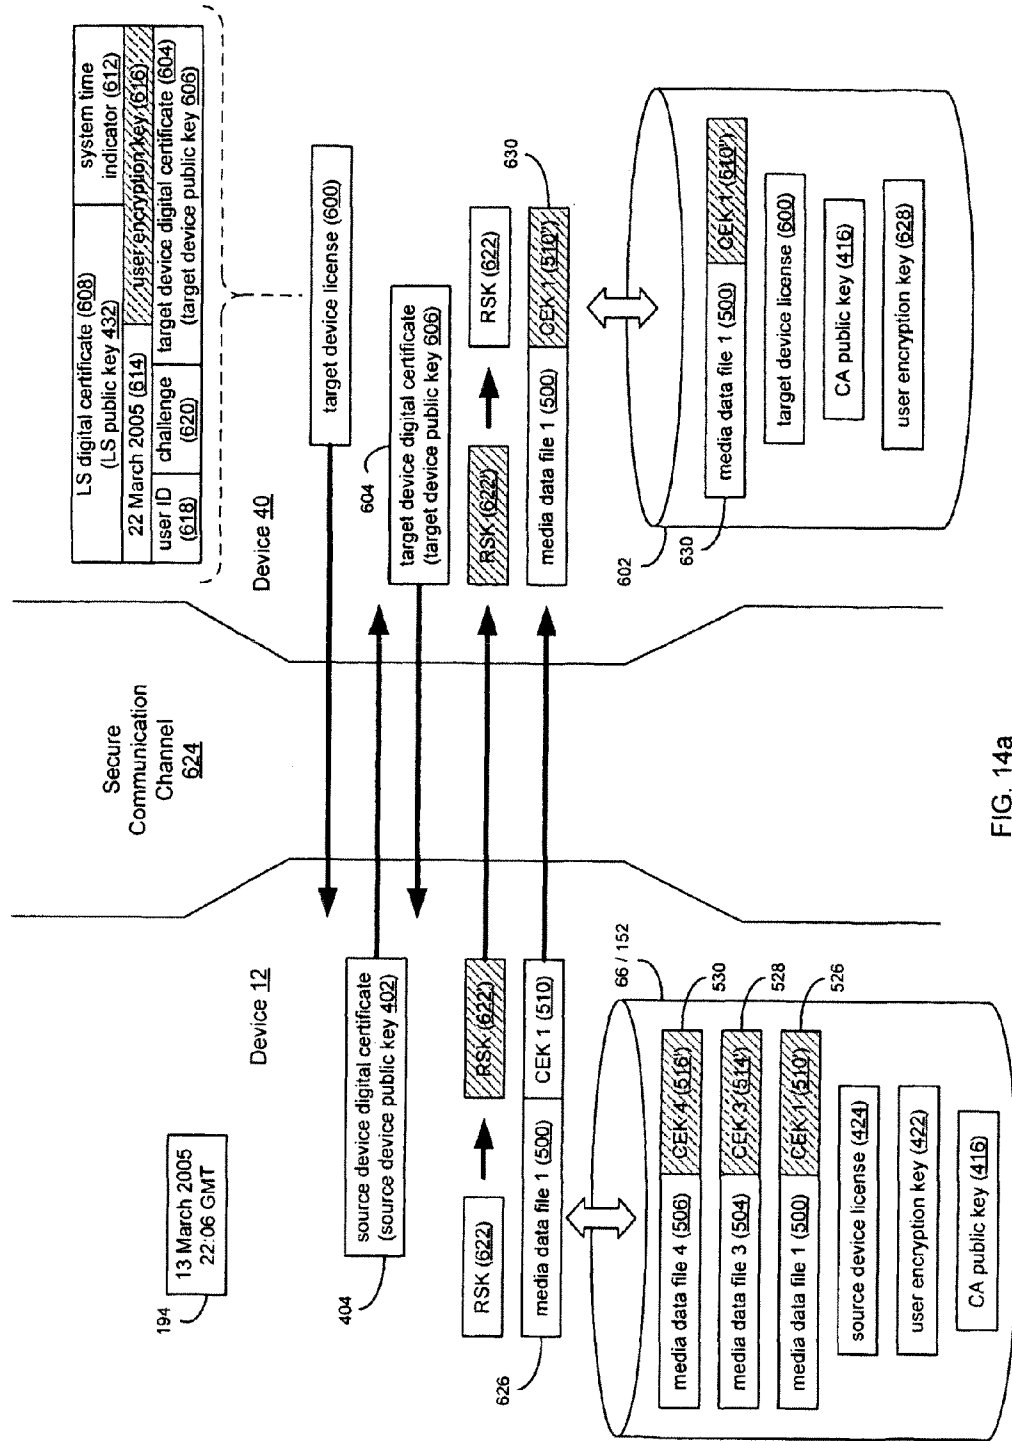 194
13 March 2005
22:06 GMT
Device 12
Secure
Communication
Channel
624
Device 40
LS digital certificate (608)
(LS public key 432)
system time
indicator (612)
22 March 2005 (614)
user encryption key (616)
user ID
(618)
challenge
(620)
target device digital certificate (604)
(target device public key 606)
target device license (600)
404
source device digital certificate
(source device public key 402)
604
target device digital certificate
(target device public key 606)
RSK (622)
RSK (622')
RSK (622')
RSK (622)
626
media data file 1 (500)
CEK 1 (510)
media data file 1 (500)
CEK 1 (510")
630
66 / 152
media data file 4 (506)
CEK 4 (516')
530
media data file 3 (504)
CEK 3 (514')
528
media data file 1 (500)
CEK 1 (510')
526
source device license (424)
user encryption key (422)
CA public key (416)
602
630
media data file 1 (500)
CEK 1 (510")
target device license (600)
CA public key (416)
user encryption key (628)
FIG. 14a